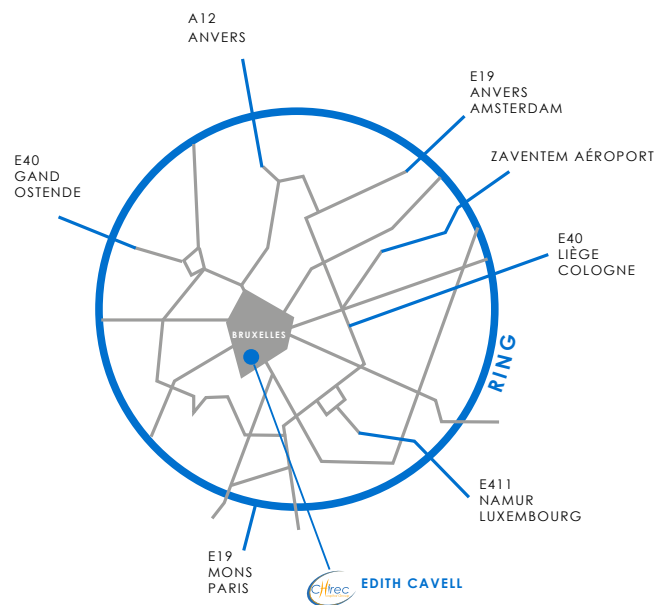 A12
ANVERS
E19
ANVERS
AMSTERDAM
ZAVENTEM AÉROPORT
E40
GAND
OSTENDE
E40
LIÈGE
COLOGNE
BRUXELLES
RING
E411
NAMUR
LUXEMBOURG
E19
MONS
PARIS
CHirec
EDITH CAVELL